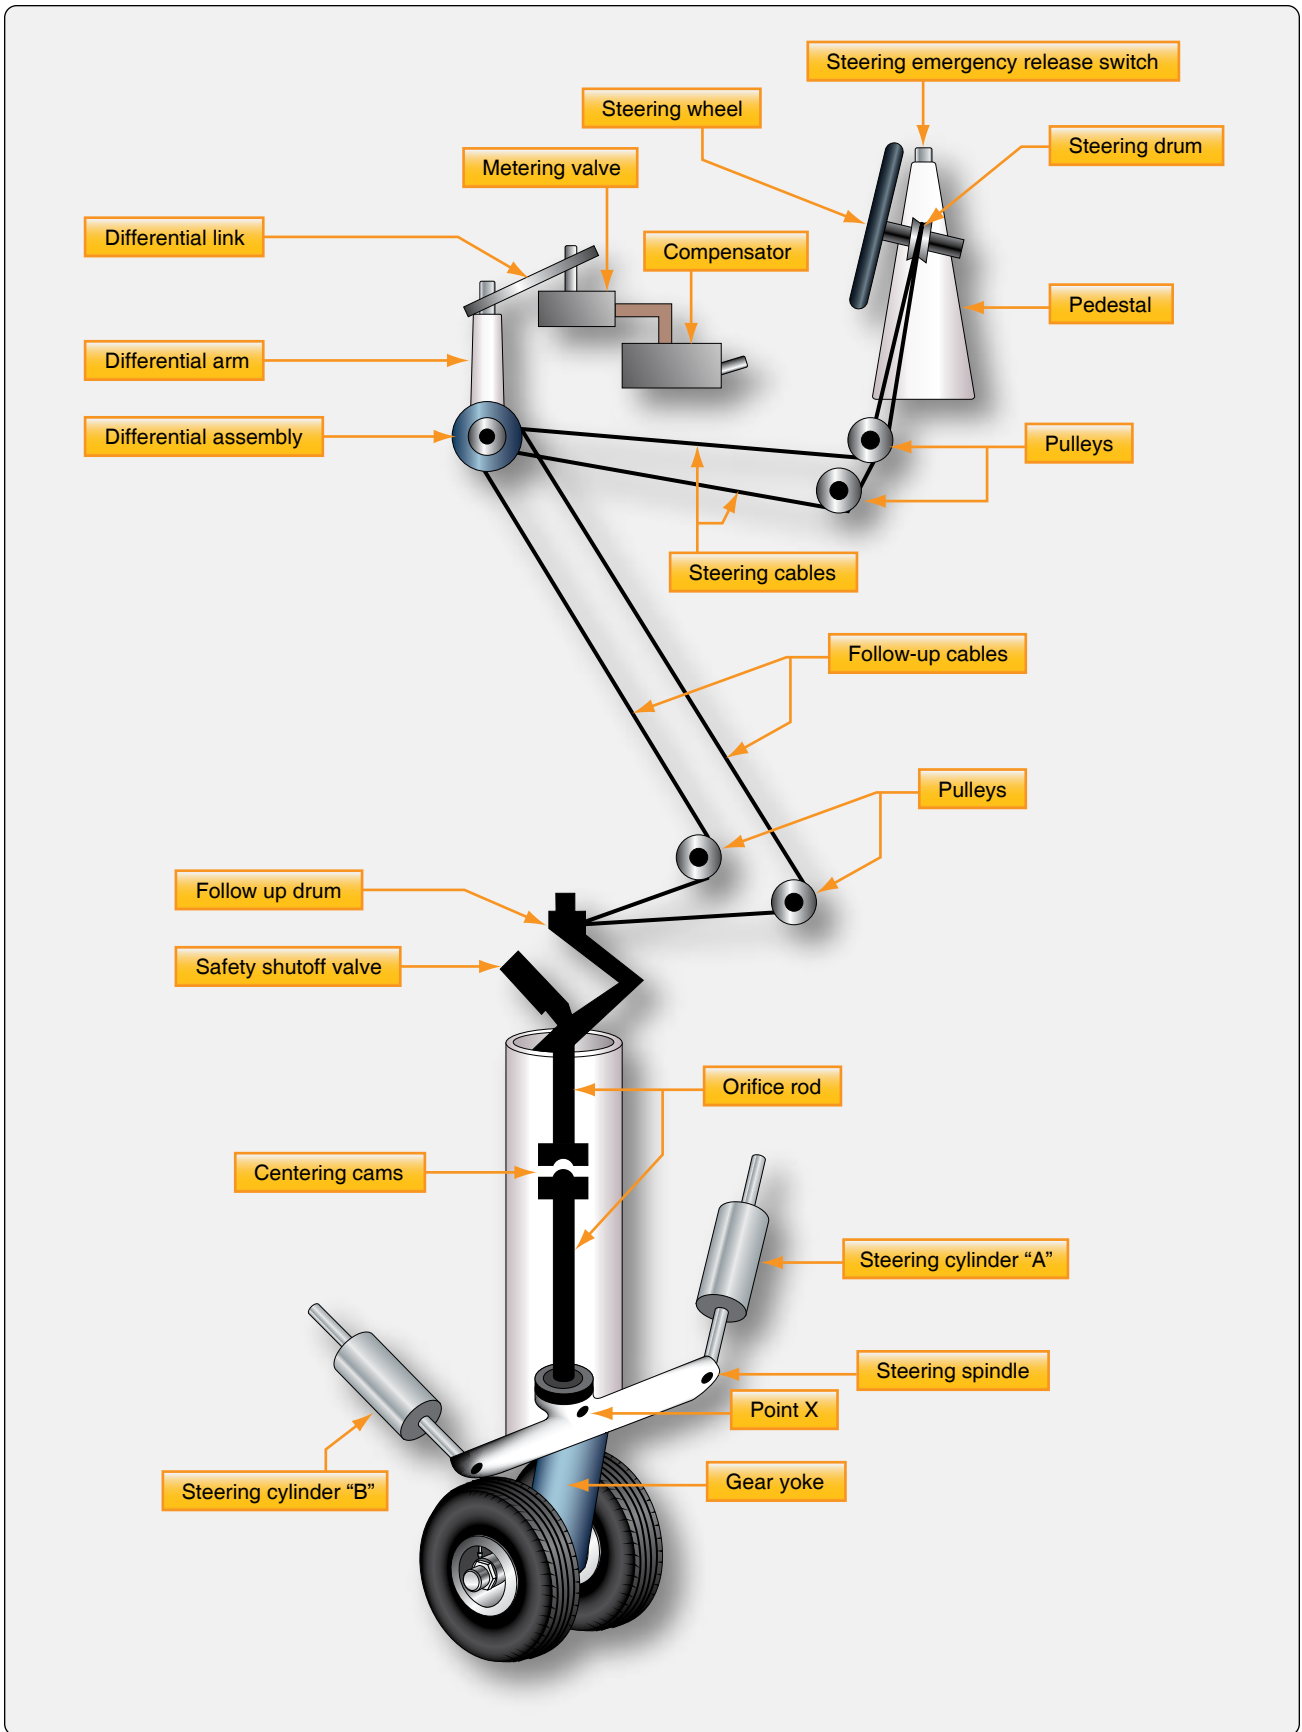 Steering emergency release switch
Steering wheel
Steering drum
Metering valve
Differential link
Compensator
Pedestal
Differential arm
Differential assembly
Pulleys
Steering cables
Follow-up cables
Pulleys
Follow up drum
Safety shutoff valve
Orifice rod
Centering cams
Steering cylinder “A”
Steering spindle
Point X
Gear yoke
Steering cylinder “B”